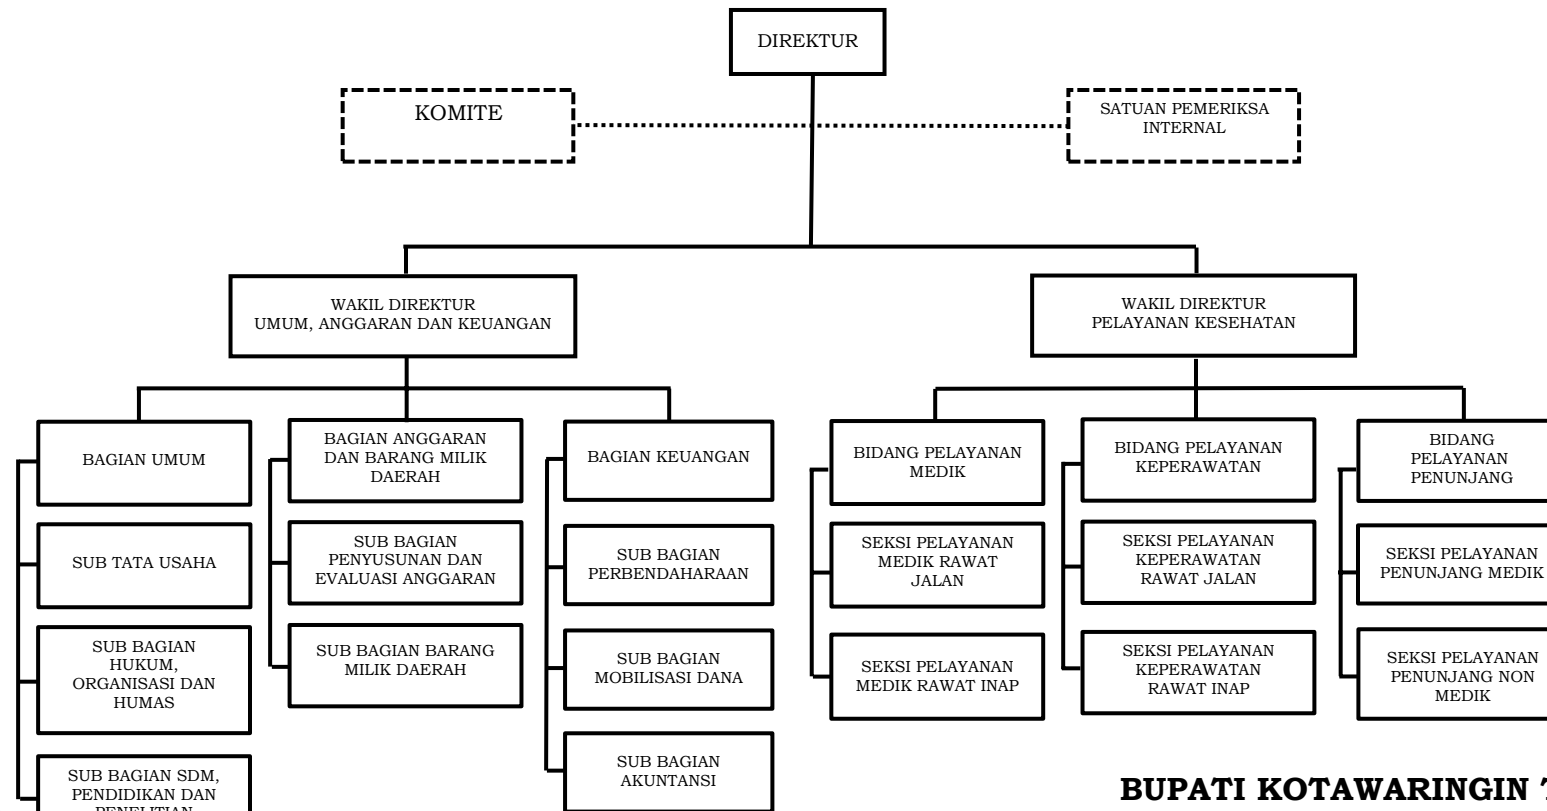 DIREKTUR
KOMITE
SATUAN PEMERIKSA
INTERNAL
WAKIL DIREKTUR
UMUM, ANGGARAN DAN KEUANGAN
WAKIL DIREKTUR
PELAYANAN KESEHATAN
BAGIAN UMUM
BAGIAN ANGGARAN
DAN BARANG MILIK
DAERAH
BAGIAN KEUANGAN
BIDANG PELAYANAN
MEDIK
BIDANG PELAYANAN
KEPERAWATAN
BIDANG
PELAYANAN
PENUNJANG
SUB TATA USAHA
SUB BAGIAN
PENYUSUNAN DAN
EVALUASI ANGGARAN
SUB BAGIAN
PERBENDAHARAAN
SEKSI PELAYANAN
MEDIK RAWAT
JALAN
SEKSI PELAYANAN
KEPERAWATAN
RAWAT JALAN
SEKSI PELAYANAN
PENUNJANG MEDIK
SUB BAGIAN
HUKUM,
ORGANISASI DAN
HUMAS
SUB BAGIAN BARANG
MILIK DAERAH
SUB BAGIAN
MOBILISASI DANA
SEKSI PELAYANAN
MEDIK RAWAT INAP
SEKSI PELAYANAN
KEPERAWATAN
RAWAT INAP
SEKSI PELAYANAN
PENUNJANG NON
MEDIK
SUB BAGIAN SDM,
PENDIDIKAN DAN
PENELITIAN
SUB BAGIAN
AKUNTANSI
BUPATI KOTAWARINGIN